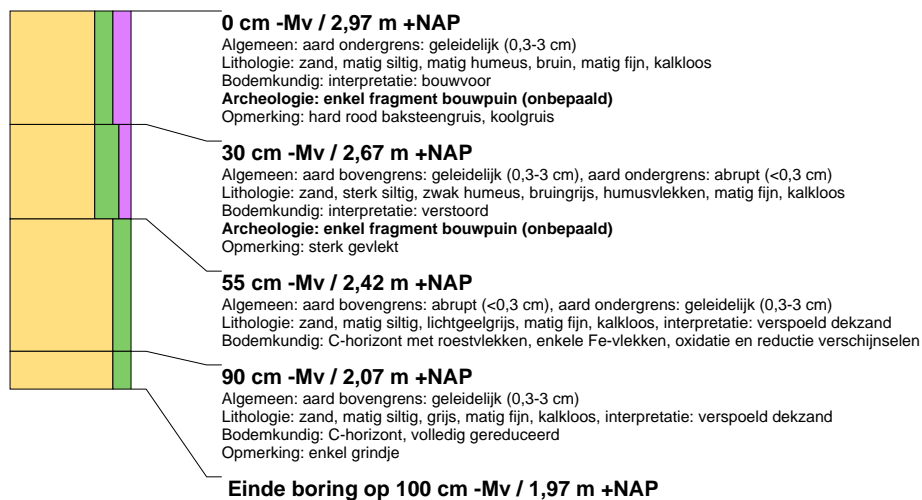 0 cm -Mv / 2,97 m +NAP
Algemeen: aard ondergrens: geleidelijk (0,3-3 cm)
Lithologie: zand, matig siltig, matig humeus, bruin, matig fijn, kalkloos
Bodemkundig: interpretatie: bouwvoor
Archeologie: enkel fragment bouwpuin (onbepaald)
Opmerking: hard rood baksteengruis, koolgruis
30 cm -Mv / 2,67 m +NAP
Algemeen: aard bovengrens: geleidelijk (0,3-3 cm), aard ondergrens: abrupt (<0,3 cm)
Lithologie: zand, sterk siltig, zwak humeus, bruingrijs, humusvlekken, matig fijn, kalkloos
Bodemkundig: interpretatie: verstoord
Archeologie: enkel fragment bouwpuin (onbepaald)
Opmerking: sterk gevlekt
55 cm -Mv / 2,42 m +NAP
Algemeen: aard bovengrens: abrupt (<0,3 cm), aard ondergrens: geleidelijk (0,3-3 cm)
Lithologie: zand, matig siltig, lichtgeelgrijs, matig fijn, kalkloos, interpretatie: verspoeld dekzand
Bodemkundig: C-horizont met roestvlekken, enkele Fe-vlekken, oxidatie en reductie verschijnselen
90 cm -Mv / 2,07 m +NAP
Algemeen: aard bovengrens: geleidelijk (0,3-3 cm)
Lithologie: zand, matig siltig, grijs, matig fijn, kalkloos, interpretatie: verspoeld dekzand
Bodemkundig: C-horizont, volledig gereduceerd
Opmerking: enkel grindje
Einde boring op 100 cm -Mv / 1,97 m +NAP